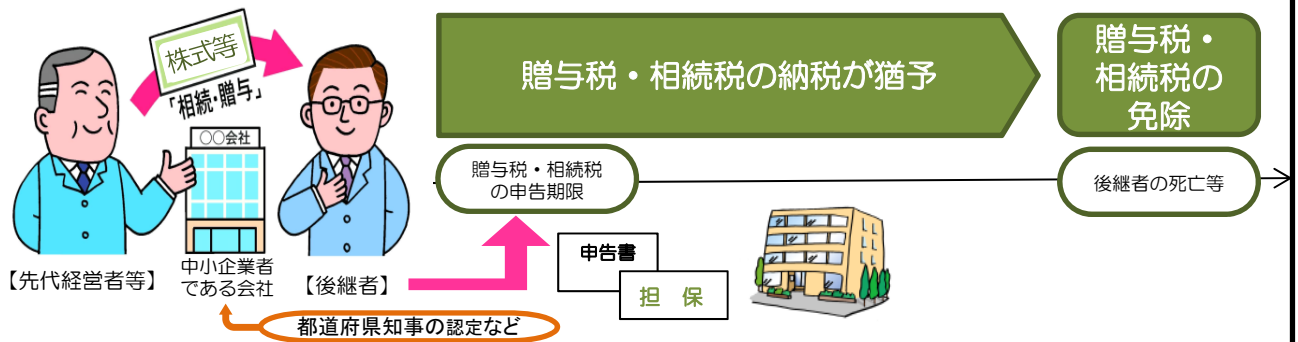 株式等
「相続・贈与」
○○会社
【先代経営者等】
中小企業者
である会社
【後継者】
都道府県知事の認定など
贈与税・相続税の納税が猶予
贈与税・
相続税の
免除
贈与税・相続税
の申告期限
後継者の死亡等
申告書
担 保